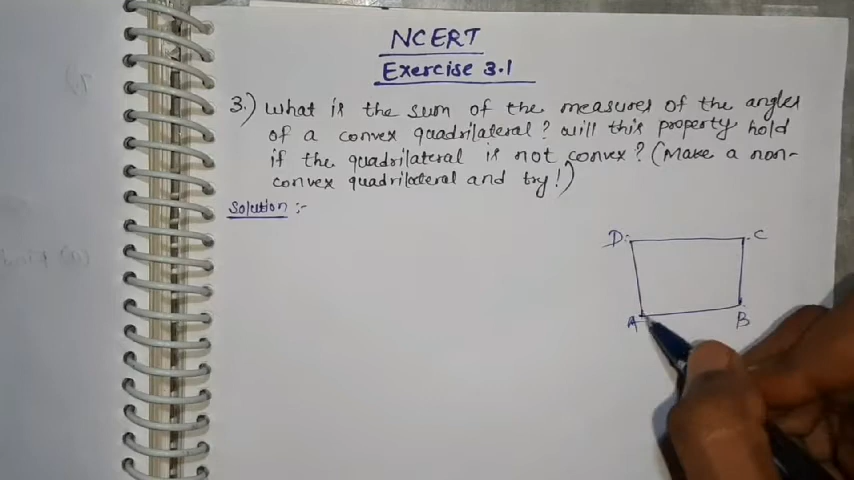 NCERT
Exercise 3.1
3.) What is the sum of the measures of the angles
of a convex quadrilateral? will this property hold
if the quadrilateral is not convex? (Make a non-
convex quadrilateral and try!)
Solution :-
D C
A B